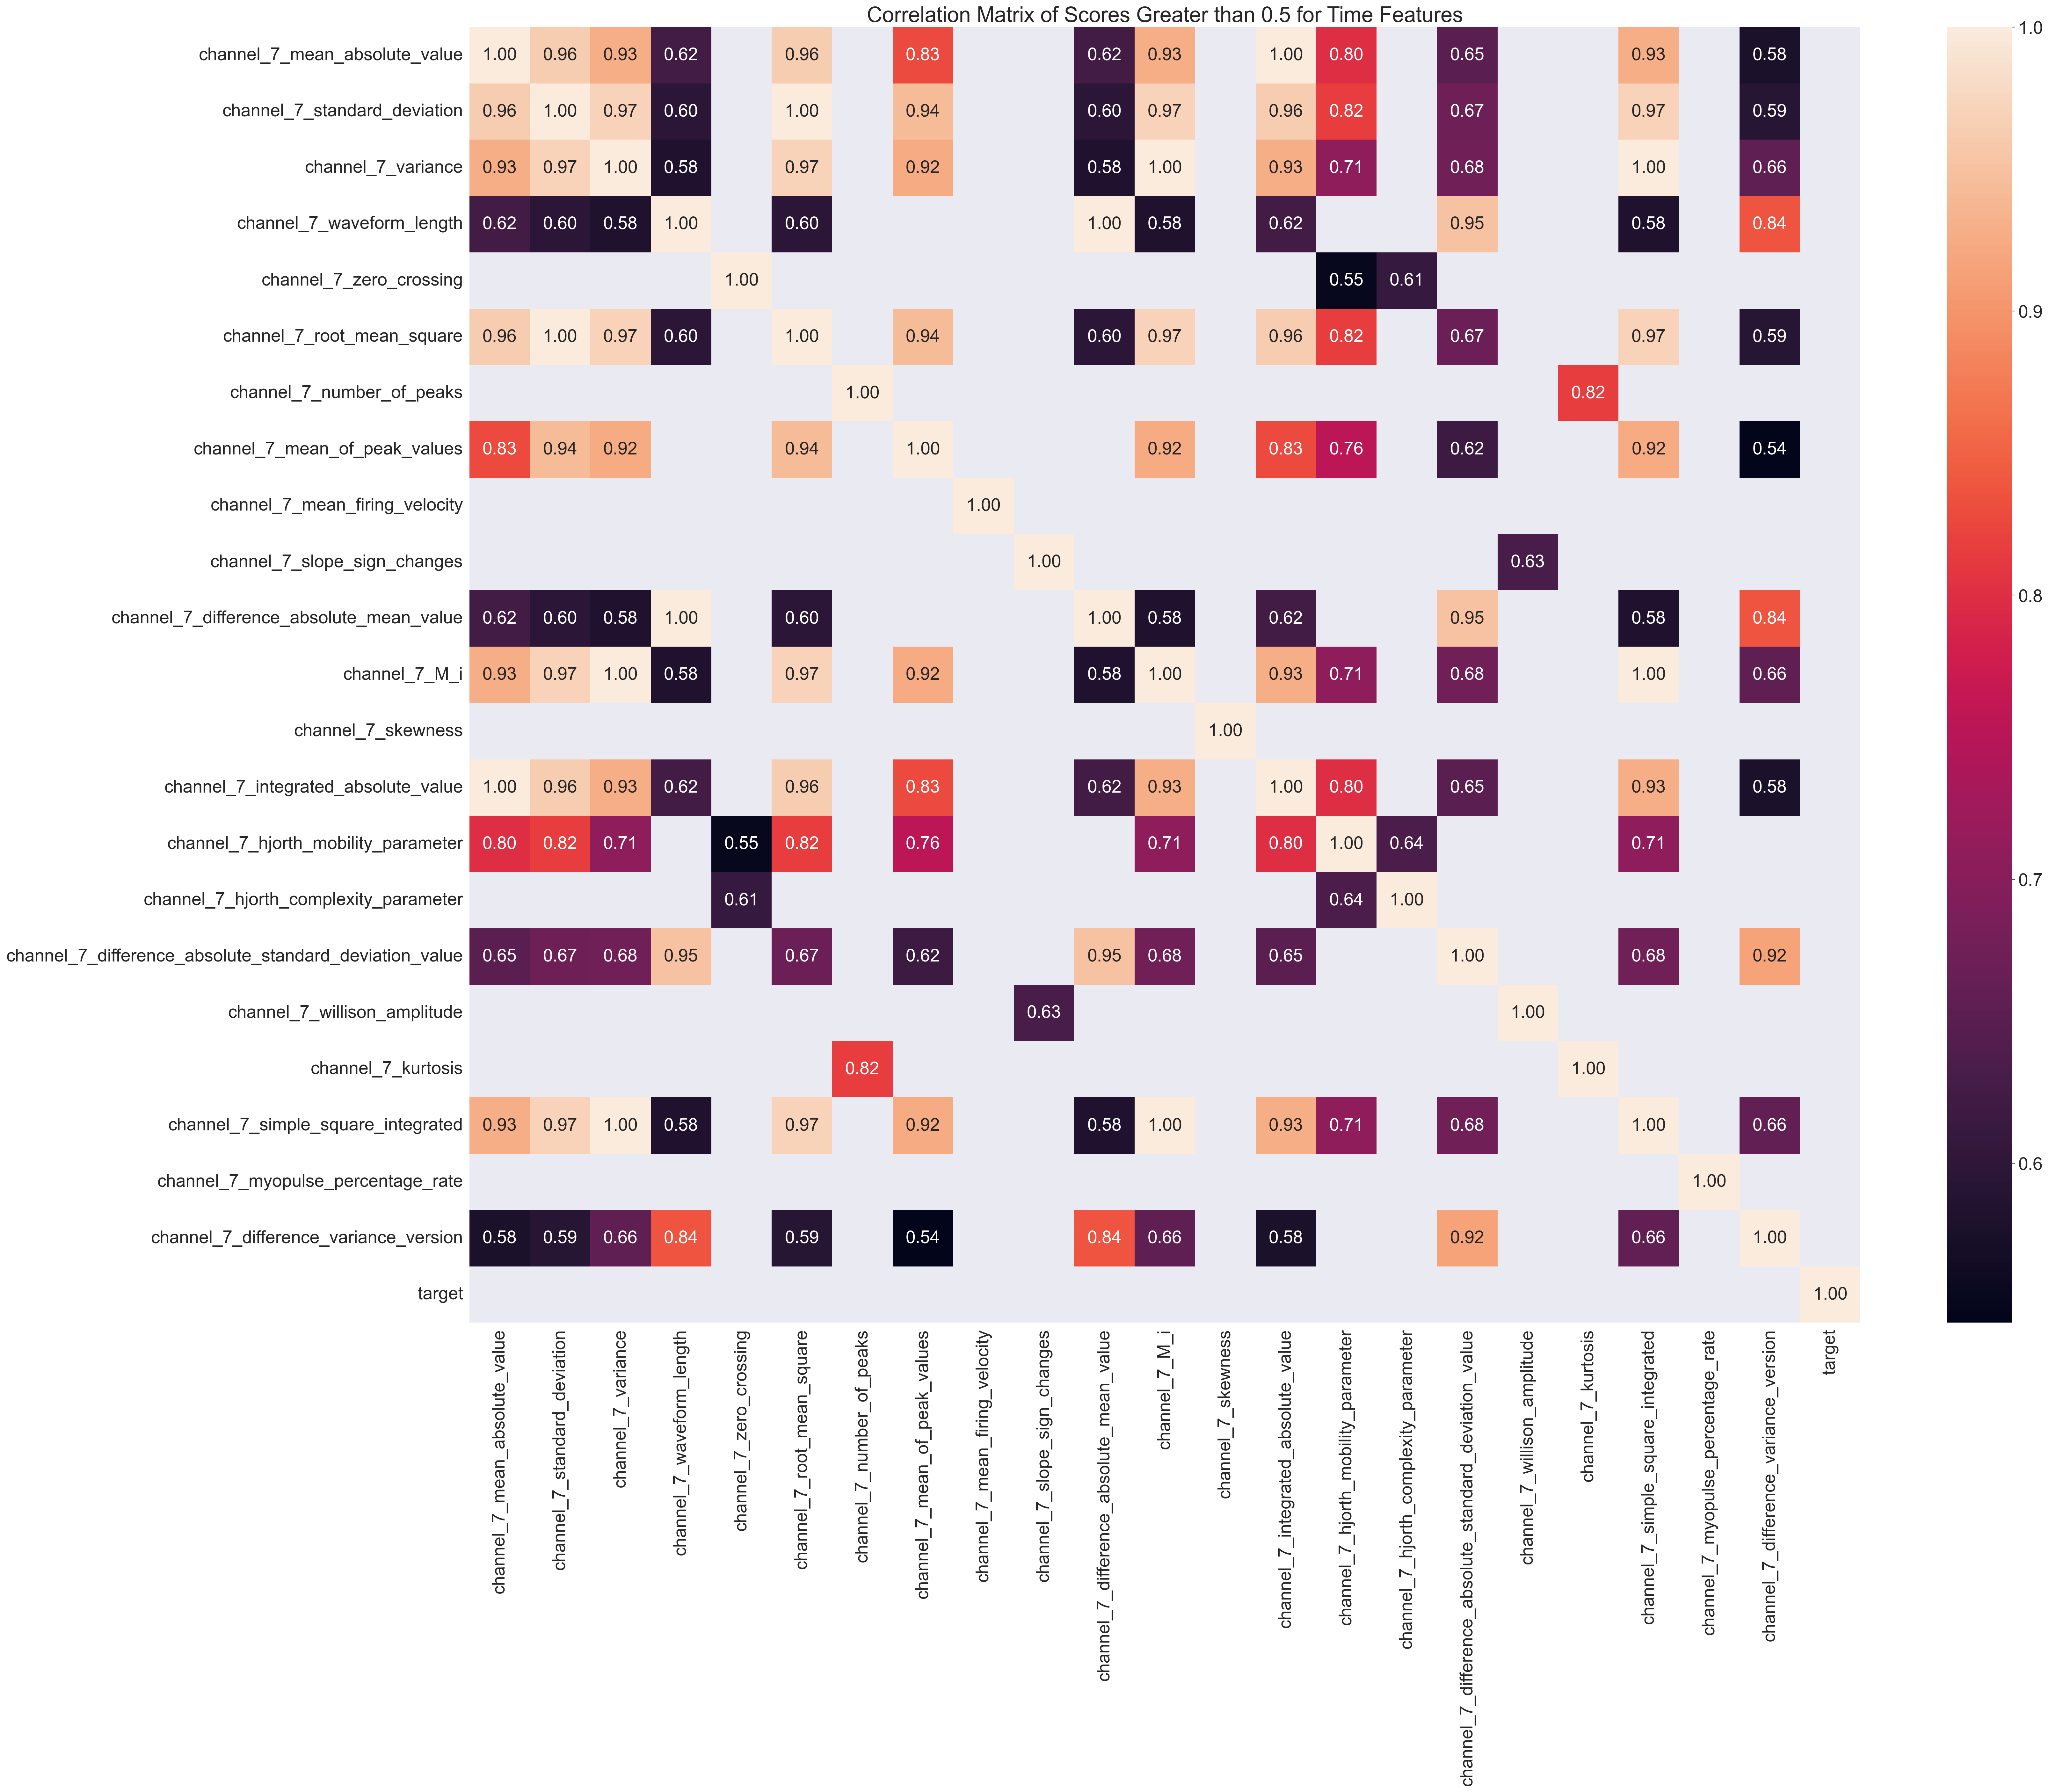 Correlation Matrix of Scores Greater than 0.5 for Time Features
channel_7_mean_absolute_value 1.00 0.96 0.93 0.62 0.96 0.83 0.62 0.93 1.00 0.80 0.65 0.93 0.58
channel_7_standard_deviation 0.96 1.00 0.97 0.60 1.00 0.94 0.60 0.97 0.96 0.82 0.67 0.97 0.59
channel_7_variance 0.93 0.97 1.00 0.58 0.97 0.92 0.58 1.00 0.93 0.71 0.68 1.00 0.66
channel_7_waveform_length 0.62 0.60 0.58 1.00 0.60 1.00 0.58 0.62 0.95 0.58 0.84
channel_7_zero_crossing 1.00 0.55 0.61
channel_7_root_mean_square 0.96 1.00 0.97 0.60 1.00 0.94 0.60 0.97 0.96 0.82 0.67 0.97 0.59
channel_7_number_of_peaks 1.00 0.82
channel_7_mean_of_peak_values 0.83 0.94 0.92 0.94 1.00 0.92 0.83 0.76 0.62 0.92 0.54
channel_7_mean_firing_velocity 1.00
channel_7_slope_sign_changes 1.00 0.63
channel_7_difference_absolute_mean_value 0.62 0.60 0.58 1.00 0.60 1.00 0.58 0.62 0.95 0.58 0.84
channel_7_M_i 0.93 0.97 1.00 0.58 0.97 0.92 0.58 1.00 0.93 0.71 0.68 1.00 0.66
channel_7_skewness 1.00
channel_7_integrated_absolute_value 1.00 0.96 0.93 0.62 0.96 0.83 0.62 0.93 1.00 0.80 0.65 0.93 0.58
channel_7_hjorth_mobility_parameter 0.80 0.82 0.71 0.55 0.82 0.76 0.71 0.80 1.00 0.64 0.71
channel_7_hjorth_complexity_parameter 0.61 0.64 1.00
channel_7_difference_absolute_standard_deviation_value 0.65 0.67 0.68 0.95 0.67 0.62 0.95 0.68 0.65 1.00 0.68 0.92
channel_7_willison_amplitude 0.63 1.00
channel_7_kurtosis 0.82 1.00
channel_7_simple_square_integrated 0.93 0.97 1.00 0.58 0.97 0.92 0.58 1.00 0.93 0.71 0.68 1.00 0.66
channel_7_myopulse_percentage_rate 1.00
channel_7_difference_variance_version 0.58 0.59 0.66 0.84 0.59 0.54 0.84 0.66 0.58 0.92 0.66 1.00
target 1.00
channel_7_mean_absolute_value
channel_7_standard_deviation
channel_7_variance
channel_7_waveform_length
channel_7_zero_crossing
channel_7_root_mean_square
channel_7_number_of_peaks
channel_7_mean_of_peak_values
channel_7_mean_firing_velocity
channel_7_slope_sign_changes
channel_7_difference_absolute_mean_value
channel_7_M_i
channel_7_skewness
channel_7_integrated_absolute_value
channel_7_hjorth_mobility_parameter
channel_7_hjorth_complexity_parameter
channel_7_difference_absolute_standard_deviation_value
channel_7_willison_amplitude
channel_7_kurtosis
channel_7_simple_square_integrated
channel_7_myopulse_percentage_rate
channel_7_difference_variance_version
target
1.0
0.9
0.8
0.7
0.6